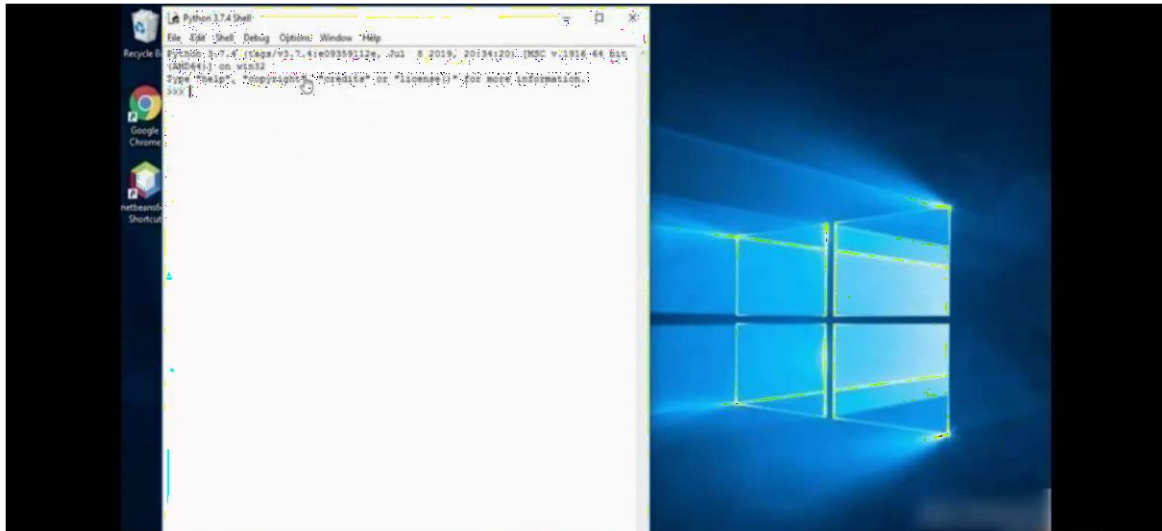 Python 3.7.4 Shell
File Edit Shell Debug Options Window Help
Python 3.7.4 (tags/v3.7.4:e09359112e, Jul  8 2019, 20:34:20) [MSC v.1916 64 bit
(AMD64)] on win32
Type "help", "copyright", "credits" or "license()" for more information.
>>>
Recycle
Google
Chrome
netbeans
Shortcut